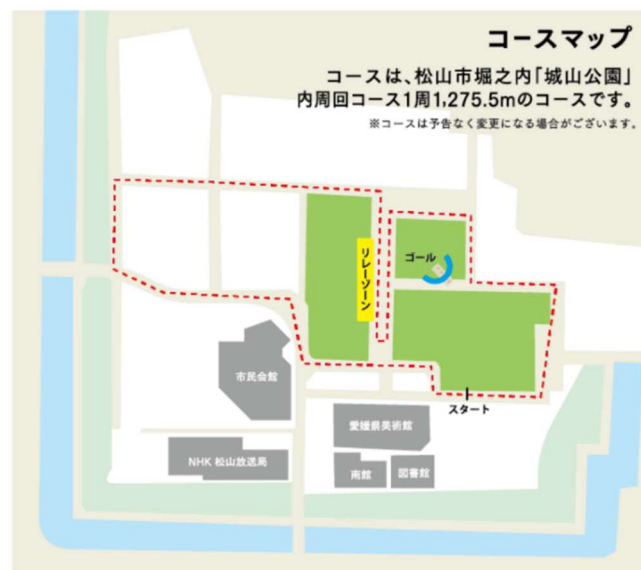 コースマップ
コースは、松山市堀之内「城山公園」
内周回コース1周1,275.5mのコースです。
※コースは予告なく変更になる場合がございます。
ゴール
リレーゾーン
市民会館
スタート
愛媛県美術館
NHK 松山放送局
南館
図書館